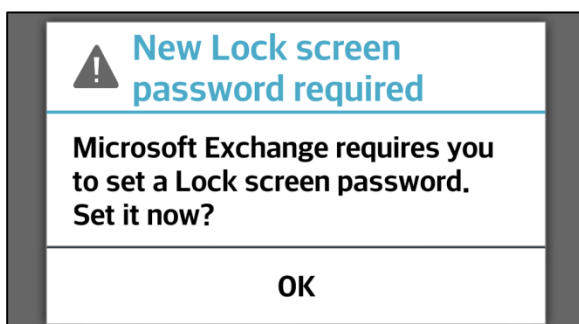 New Lock screen
password required
Microsoft Exchange requires you
to set a Lock screen password.
Set it now?
OK